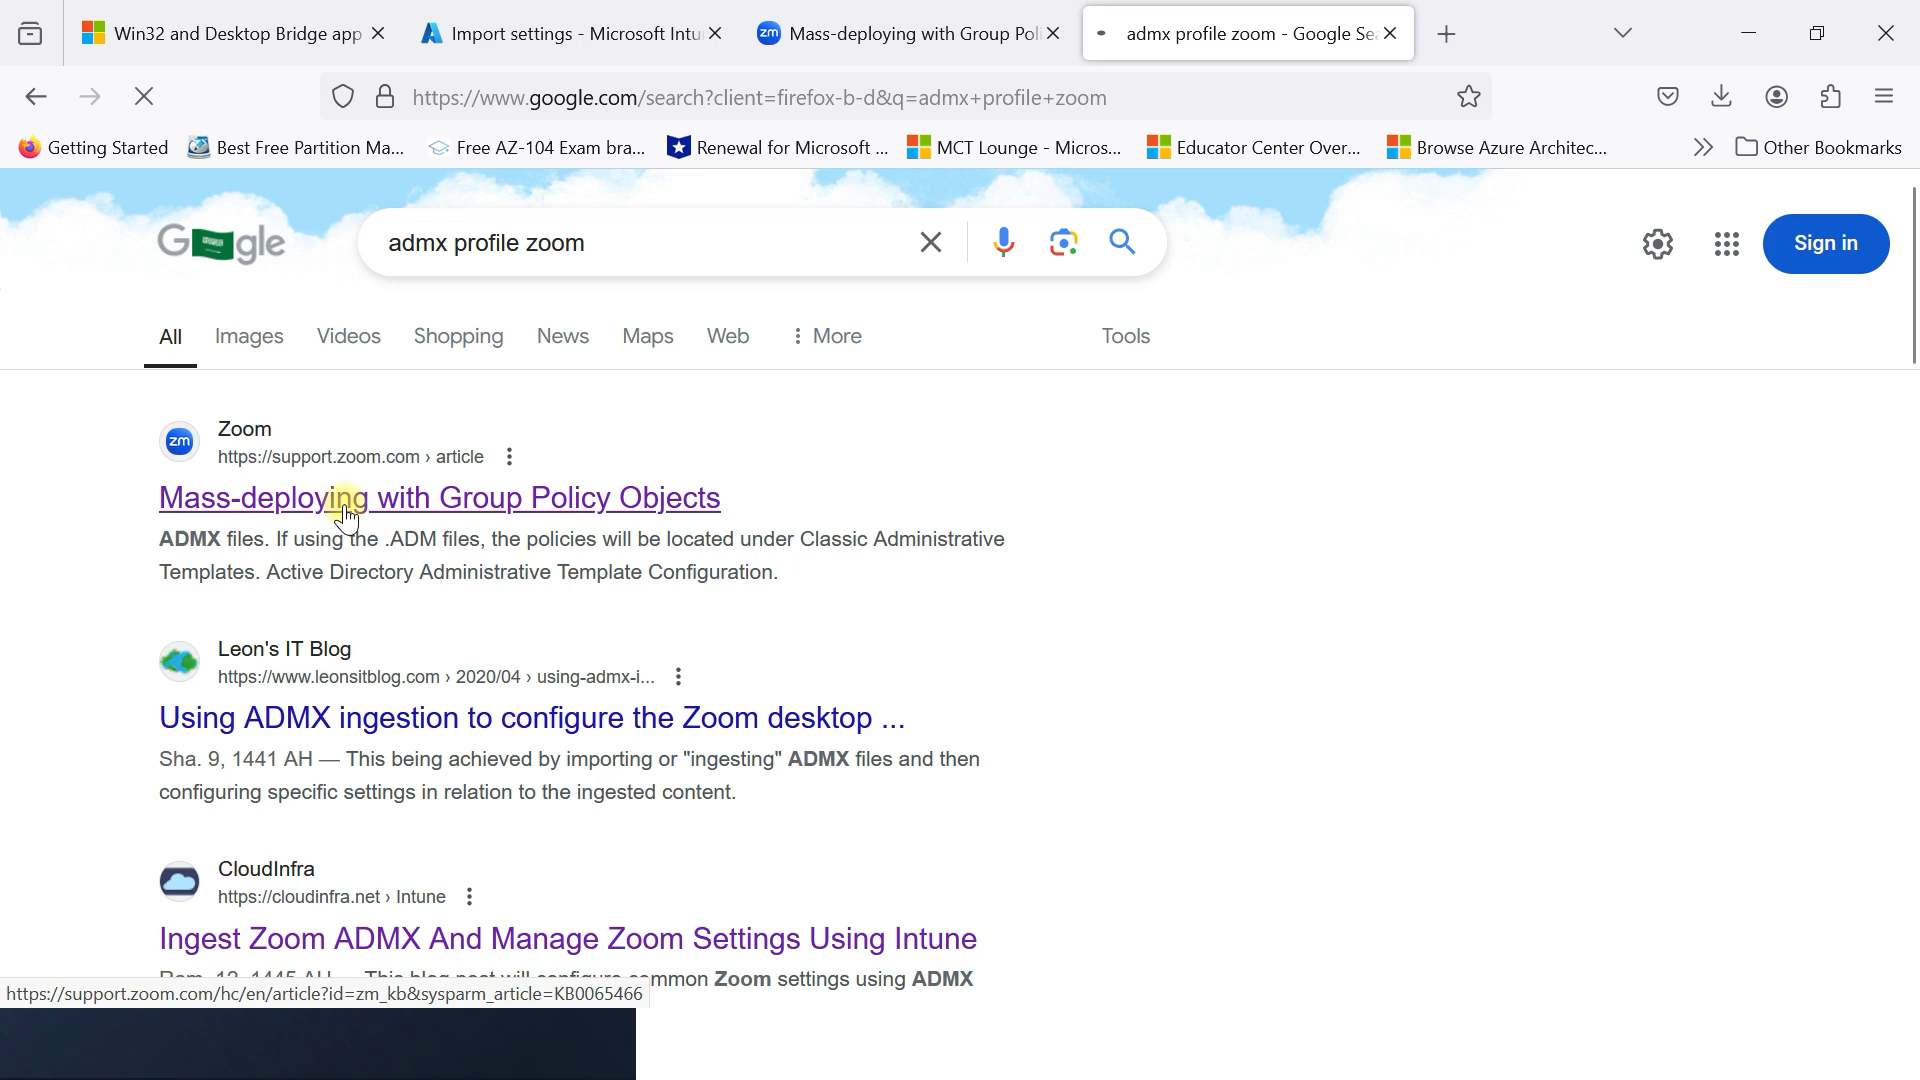 Win32 and Desktop Bridge app
Import settings - Microsoft Intu
Mass-deploying with Group Poli
admx profile zoom - Google Sea
https://www.google.com/search?client=firefox-b-d&q=admx+profile+zoom
Getting Started
Best Free Partition Ma...
Free AZ-104 Exam bra...
Renewal for Microsoft ...
MCT Lounge - Micros...
Educator Center Over...
Browse Azure Architec...
Other Bookmarks
Google
admx profile zoom
Sign in
All Images Videos Shopping News Maps Web More Tools
zm Zoom
https://support.zoom.com › article
Mass-deploying with Group Policy Objects
ADMX files. If using the .ADM files, the policies will be located under Classic Administrative
Templates. Active Directory Administrative Template Configuration.
Leon's IT Blog
https://www.leonsitblog.com › 2020/04 › using-admx-i...
Using ADMX ingestion to configure the Zoom desktop ...
Sha. 9, 1441 AH — This being achieved by importing or "ingesting" ADMX files and then
configuring specific settings in relation to the ingested content.
CloudInfra
https://cloudinfra.net › Intune
Ingest Zoom ADMX And Manage Zoom Settings Using Intune
Zoom settings using ADMX
https://support.zoom.com/hc/en/article?id=zm_kb&sysparm_article=KB0065466